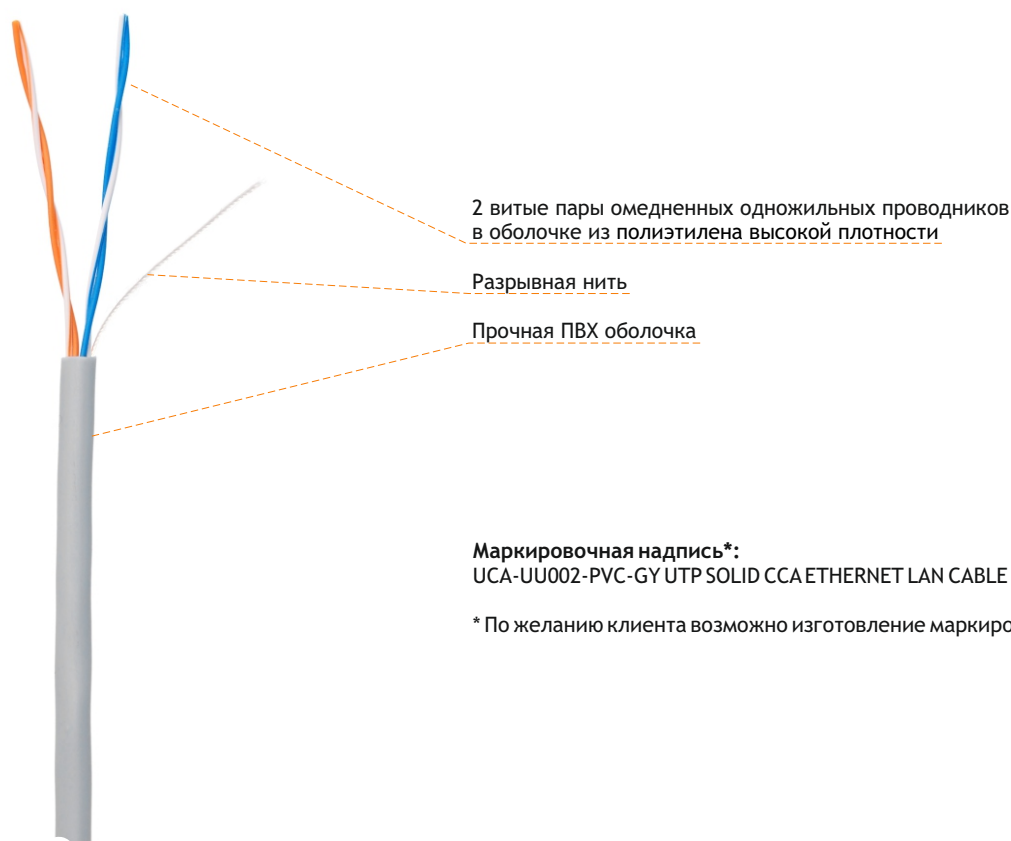 2 витые пары омедненных одножильных проводников
в оболочке из полиэтилена высокой плотности
Разрывная нить
Прочная ПВХ оболочка
Маркировочная надпись*:
UCA-UU002-PVC-GY UTP SOLID CCA ETHERNET LAN CABLE
* По желанию клиента возможно изготовление